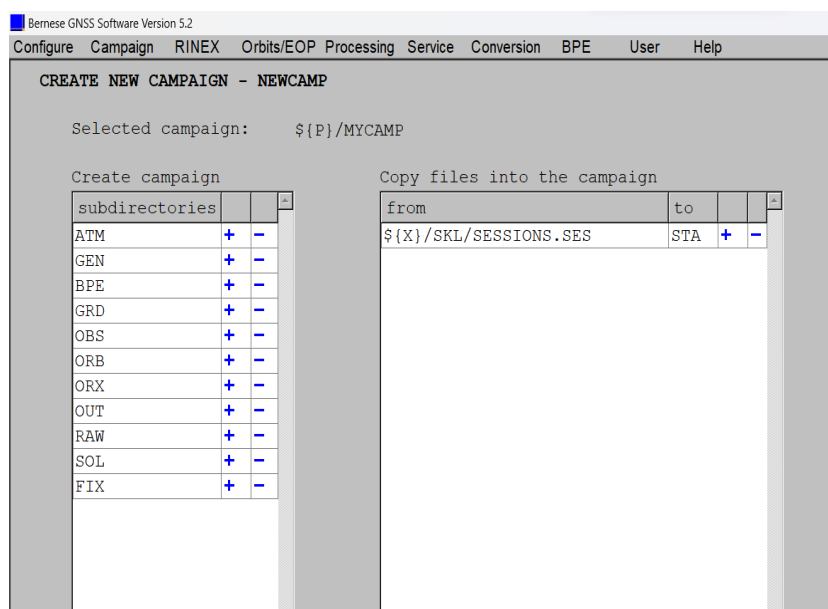 Bernese GNSS Software Version 5.2
Configure Campaign RINEX Orbits/EOP Processing Service Conversion BPE User Help
CREATE NEW CAMPAIGN - NEWCAMP
Selected campaign: ${P}/MYCAMP
Create campaign Copy files into the campaign
subdirectories from to
ATM + - ${X}/SKL/SESSIONS.SES STA + -
GEN + -
BPE + -
GRD + -
OBS + -
ORB + -
ORX + -
OUT + -
RAW + -
SOL + -
FIX + -